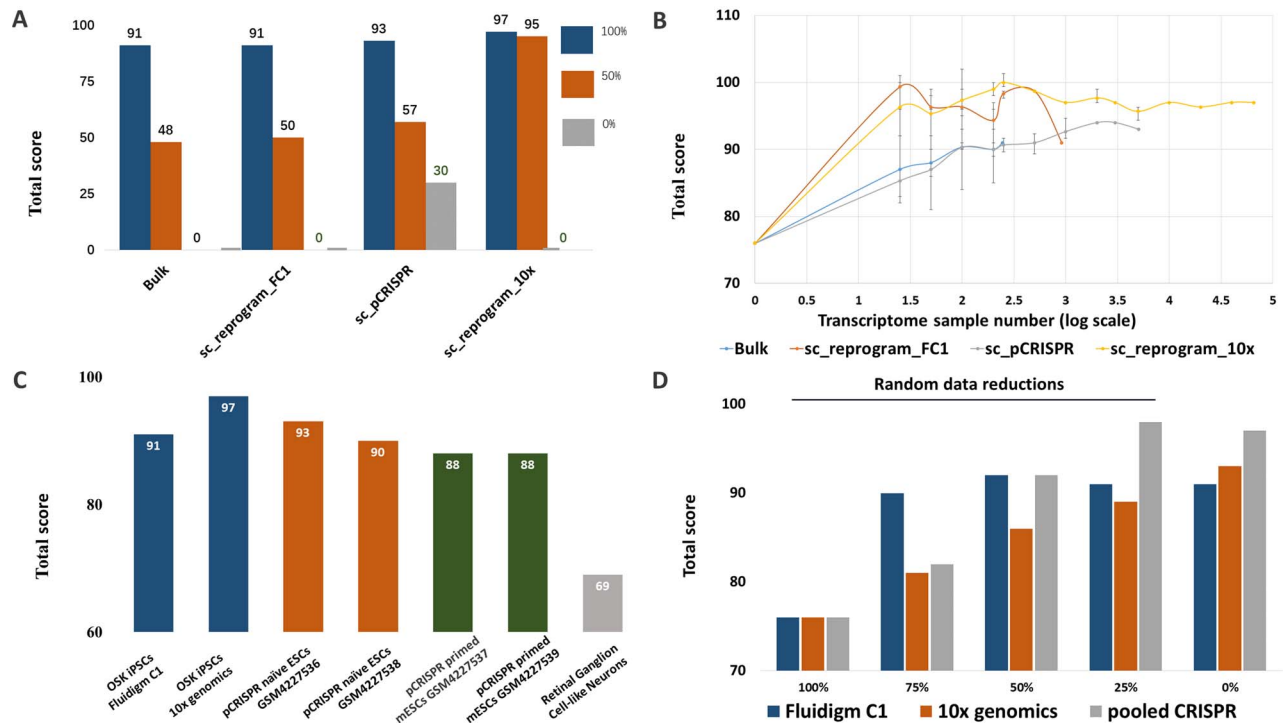 A
Total score
100
75
50
25
0
91
48
0
91
50
0
93
57
30
97
95
0
100%
50%
0%
Bulk
sc_reprogram_FC1
sc_pCRISPR
sc_reprogram_10x
B
Total score
110
100
90
80
70
0
0.5
1
1.5
2
2.5
3
3.5
4
4.5
5
Transcriptome sample number (log scale)
Bulk
sc_reprogram_FC1
sc_pCRISPR
sc_reprogram_10x
C
Total score
100
80
60
91
97
93
90
88
88
69
OSK iPSCs
Fluidigm C1
OSK iPSCs
10x genomics
pCRISPR naïve ESCs
GSM4227536
pCRISPR naïve ESCs
GSM4227538
pCRISPR primed
mESCs GSM4227537
pCRISPR primed
mESCs GSM4227539
Retinal Ganglion
Cell-like Neurons
D
Random data reductions
Total score
100
90
80
70
100%
75%
50%
25%
0%
Fluidigm C1
10x genomics
pooled CRISPR